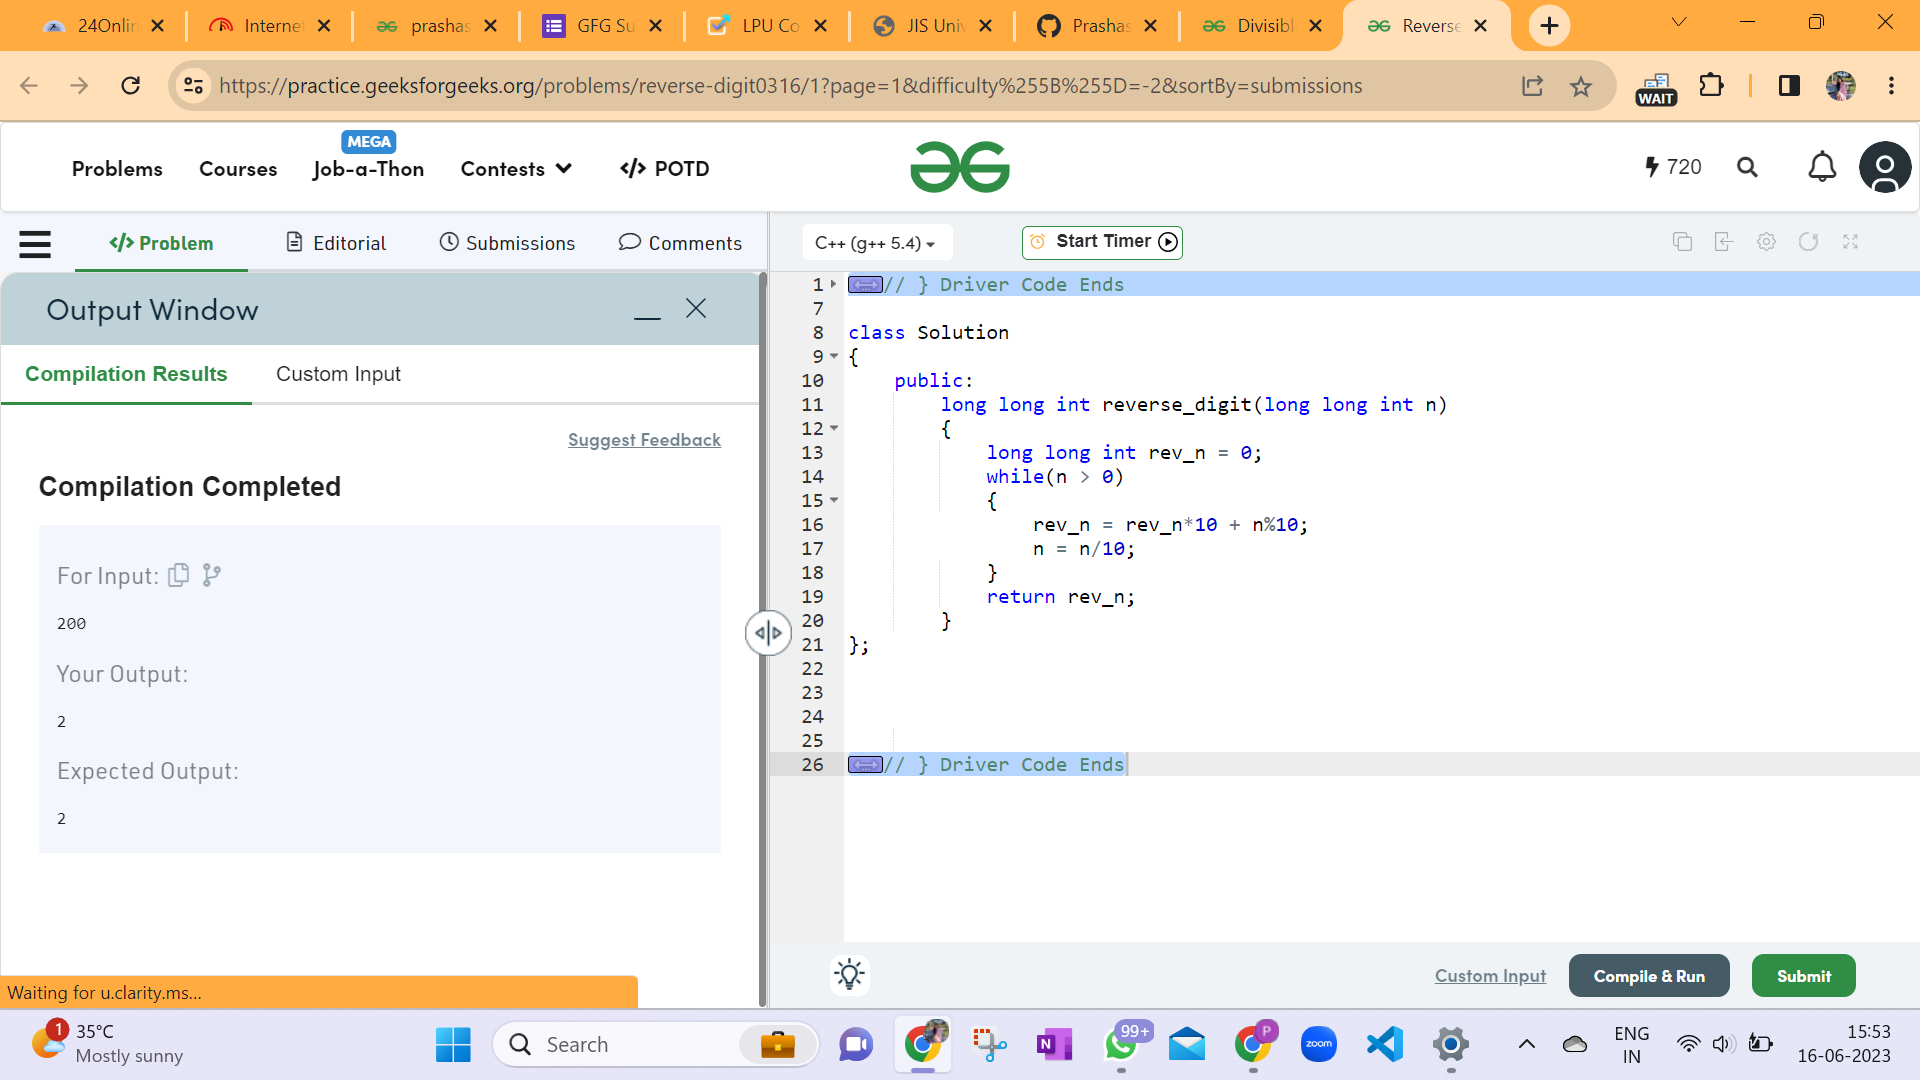 24Onlin
Interne
prashas
GFG Su
LPU Co
JIS Univ
Prashas
Divisibl
Reverse
https://practice.geeksforgeeks.org/problems/reverse-digit0316/1?page=1&difficulty%255B%255D=-2&sortBy=submissions
WAIT
MEGA
Problems
Courses
Job-a-Thon
Contests
</> POTD
720
</> Problem
Editorial
Submissions
Comments
C++ (g++ 5.4)
Start Timer
Output Window
Compilation Results
Custom Input
Suggest Feedback
Compilation Completed
For Input:
200
Your Output:
2
Expected Output:
2
1 // } Driver Code Ends
7
8 class Solution
9 {
10 public:
11 long long int reverse_digit(long long int n)
12 {
13 long long int rev_n = 0;
14 while(n > 0)
15 {
16 rev_n = rev_n*10 + n%10;
17 n = n/10;
18 }
19 return rev_n;
20 }
21 };
22
23
24
25
26 // } Driver Code Ends
Custom Input
Compile & Run
Submit
Waiting for u.clarity.ms...
1
35°C
Mostly sunny
Search
N
99+
P
zoom
ENG
IN
15:53
16-06-2023